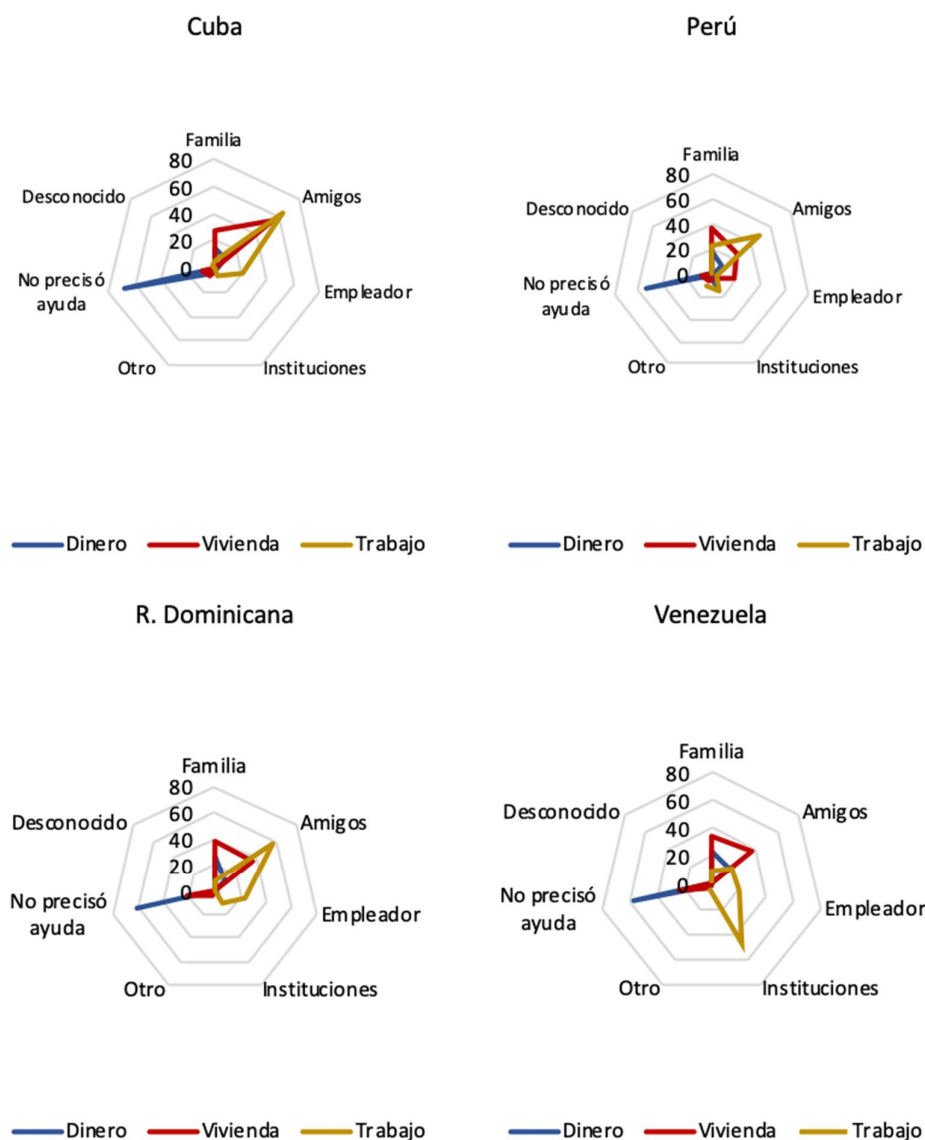 Cuba
Familia
80
60
40
20
0
Desconocido
Amigos
No precisó
ayuda
Empleador
Otro
Instituciones
Dinero Vivienda Trabajo
Perú
Familia
80
60
40
20
0
Desconocido
Amigos
No precisó
ayuda
Empleador
Otro
Instituciones
Dinero Vivienda Trabajo
R. Dominicana
Familia
80
60
40
20
0
Desconocido
Amigos
No precisó
ayuda
Empleador
Otro
Instituciones
Dinero Vivienda Trabajo
Venezuela
Familia
80
60
40
20
0
Desconocido
Amigos
No precisó
ayuda
Empleador
Otro
Instituciones
Dinero Vivienda Trabajo